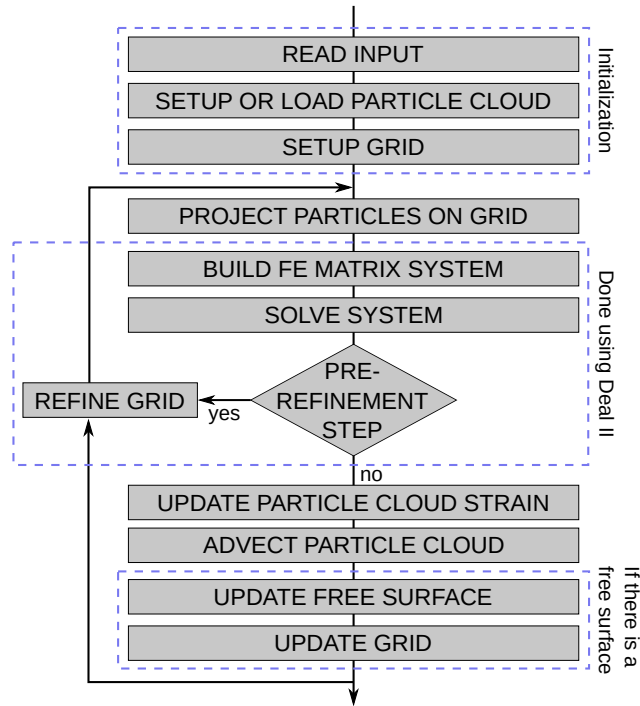 READ INPUT
SETUP OR LOAD PARTICLE CLOUD
SETUP GRID
Initialization
PROJECT PARTICLES ON GRID
BUILD FE MATRIX SYSTEM
SOLVE SYSTEM
PRE-
REFINEMENT
STEP
yes
REFINE GRID
Done using Deal II
no
UPDATE PARTICLE CLOUD STRAIN
ADVECT PARTICLE CLOUD
UPDATE FREE SURFACE
UPDATE GRID
If there is a
free surface